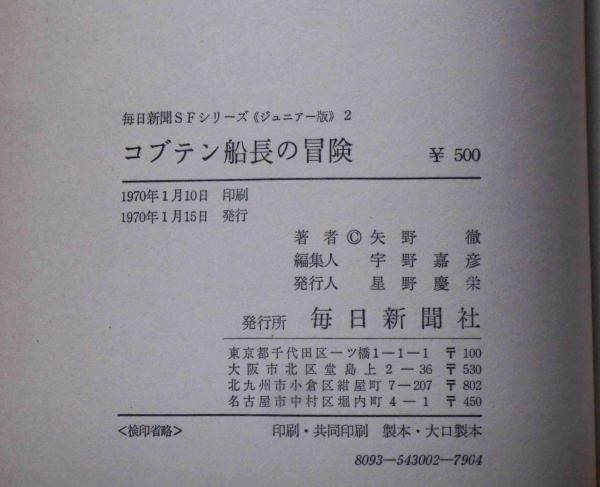 毎日新聞SFシリーズ《ジュニアー版》2
コブテン船長の冒険 ¥ 500
1970年1月10日 印刷
1970年1月15日 発行
著者 © 矢野徹
編集人 宇野嘉彦
発行人 星野慶栄
発行所 毎日新聞社
東京都千代田区一ツ橋1-1-1 〒100
大阪市北区堂島上2-36 〒530
北九州市小倉区紺屋町7-207 〒802
名古屋市中村区堀内町4-1 〒450
<検印省略> 印刷・共同印刷 製本・大口製本
8093-543002-7904